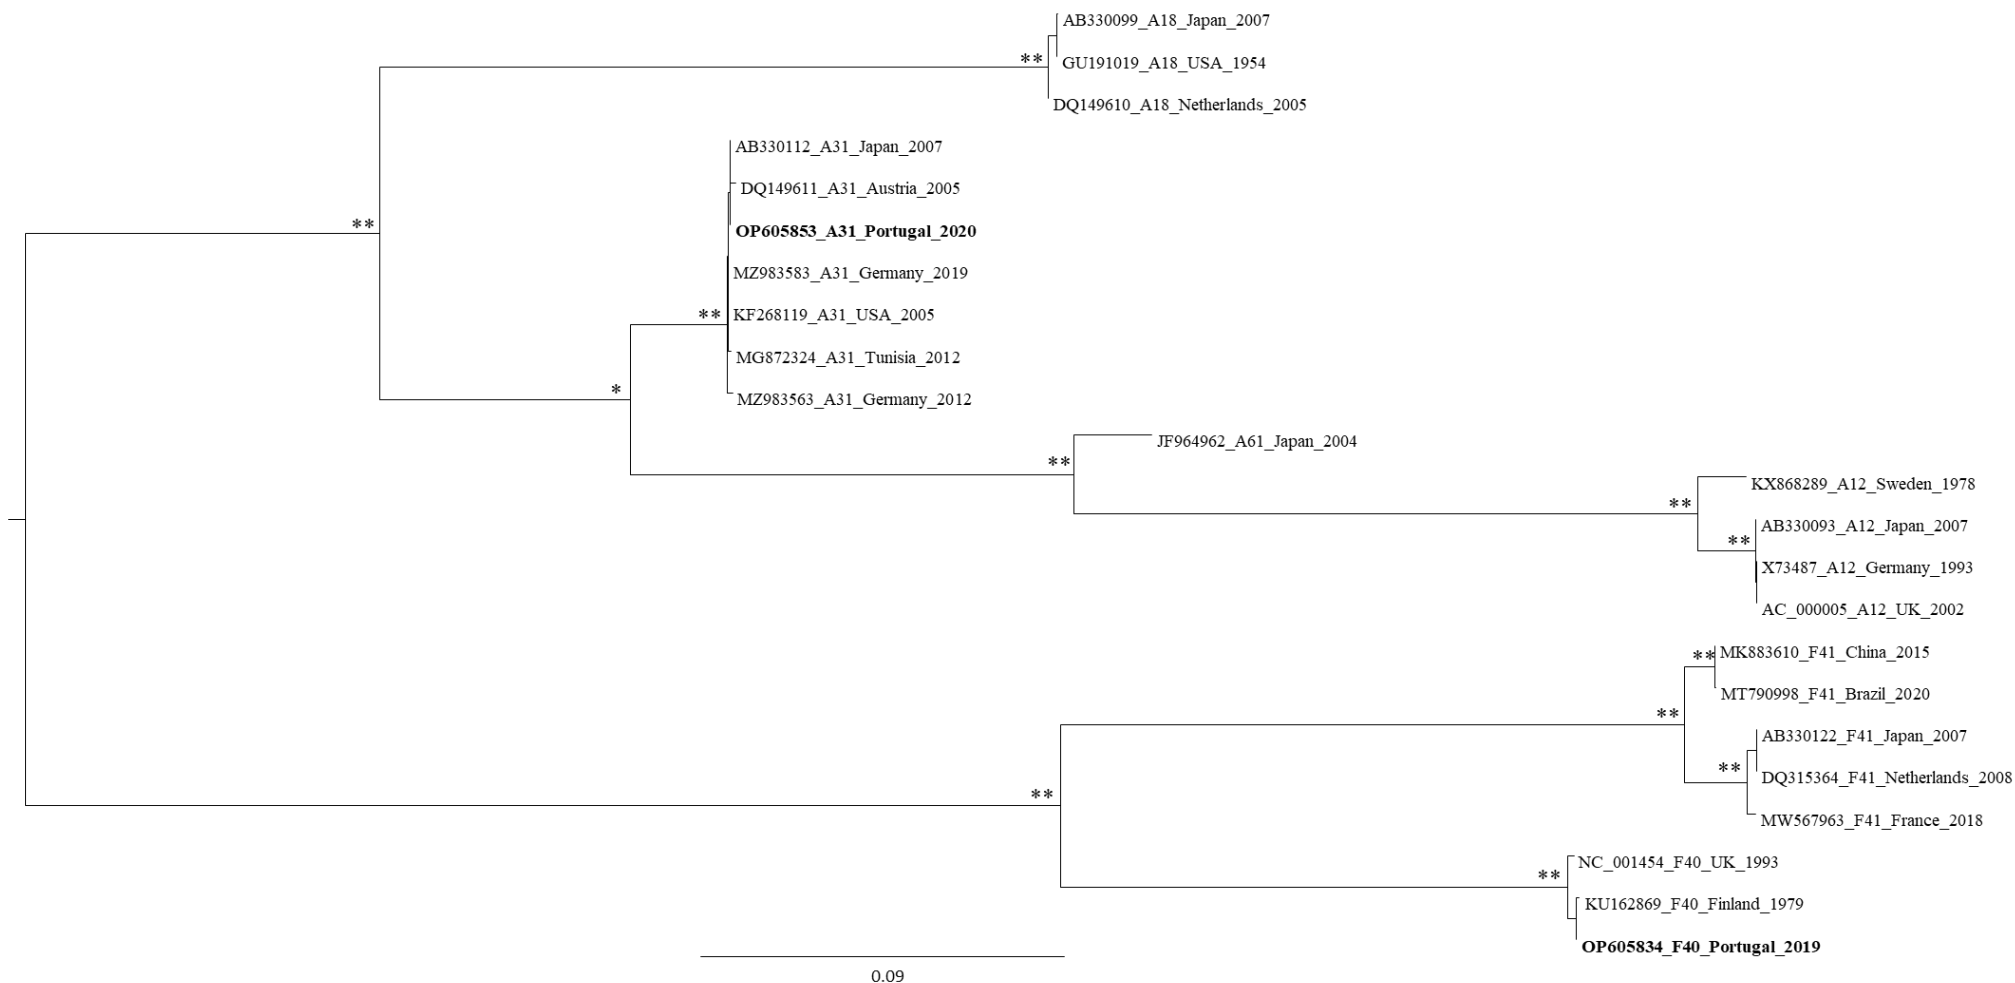 AB330099_A18_Japan_2007
**
GU191019_A18_USA_1954
DQ149610_A18_Netherlands_2005
AB330112_A31_Japan_2007
DQ149611_A31_Austria_2005
**
OP605853_A31_Portugal_2020
MZ983583_A31_Germany_2019
**
KF268119_A31_USA_2005
MG872324_A31_Tunisia_2012
*
MZ983563_A31_Germany_2012
JF964962_A61_Japan_2004
**
KX868289_A12_Sweden_1978
**
AB330093_A12_Japan_2007
**
X73487_A12_Germany_1993
AC_000005_A12_UK_2002
**
MK883610_F41_China_2015
MT790998_F41_Brazil_2020
**
AB330122_F41_Japan_2007
**
DQ315364_F41_Netherlands_2008
**
MW567963_F41_France_2018
NC_001454_F40_UK_1993
**
KU162869_F40_Finland_1979
OP605834_F40_Portugal_2019
0.09